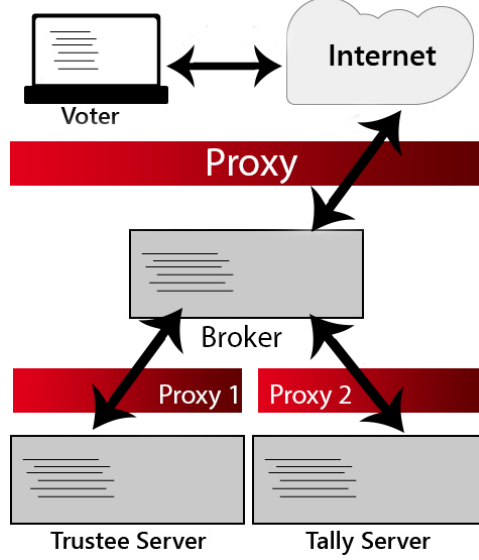 Internet
Voter
Proxy
Broker
Proxy 1
Proxy 2
Trustee Server
Tally Server